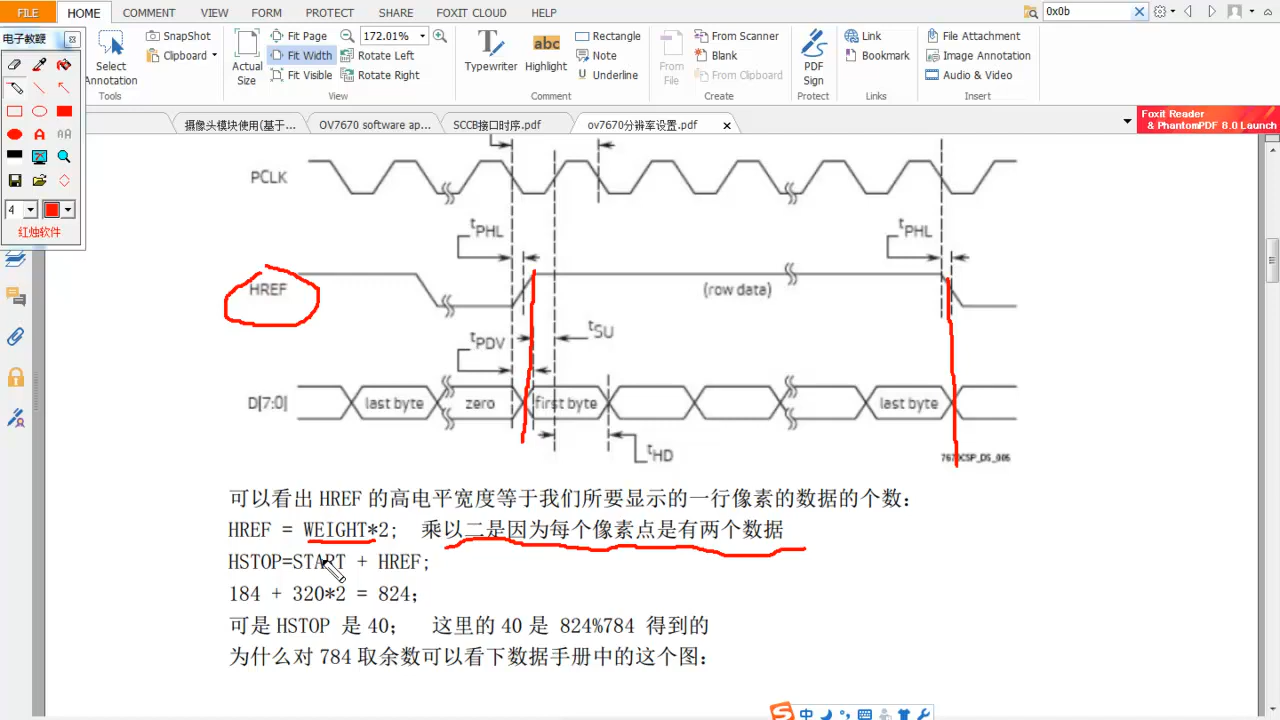 FILE HOME COMMENT VIEW FORM PROTECT SHARE FOXIT CLOUD HELP 0x0b
电子教鞭
Select
Annotation
Tools
SnapShot
Clipboard
Actual
Size
Fit Page
Fit Width
Fit Visible
172.01%
Rotate Left
Rotate Right
View
Typewriter
Highlight
Rectangle
Note
Underline
Comment
From
File
From Scanner
Blank
From Clipboard
Create
PDF
Sign
Protect
Link
Bookmark
Links
File Attachment
Image Annotation
Audio & Video
Insert
摄像头模块使用(基于... OV7670 software ap... SCCB接口时序.pdf ov7670分辨率设置.pdf
Foxit Reader
& PhantomPDF 6.0 Launch
4
红烛软件
PCLK
tPHL tPHL
HREF (row data)
tPDV tSU
D[7:0] last byte zero first byte last byte
tHD
可以看出 HREF 的高电平宽度等于我们所要显示的一行像素的数据的个数：
HREF = WEIGHT*2; 乘以二是因为每个像素点是有两个数据
HSTOP=START + HREF;
184 + 320*2 = 824;
可是 HSTOP 是 40; 这里的 40 是 824%784 得到的
为什么对 784 取余数可以看下数据手册中的这个图：
中